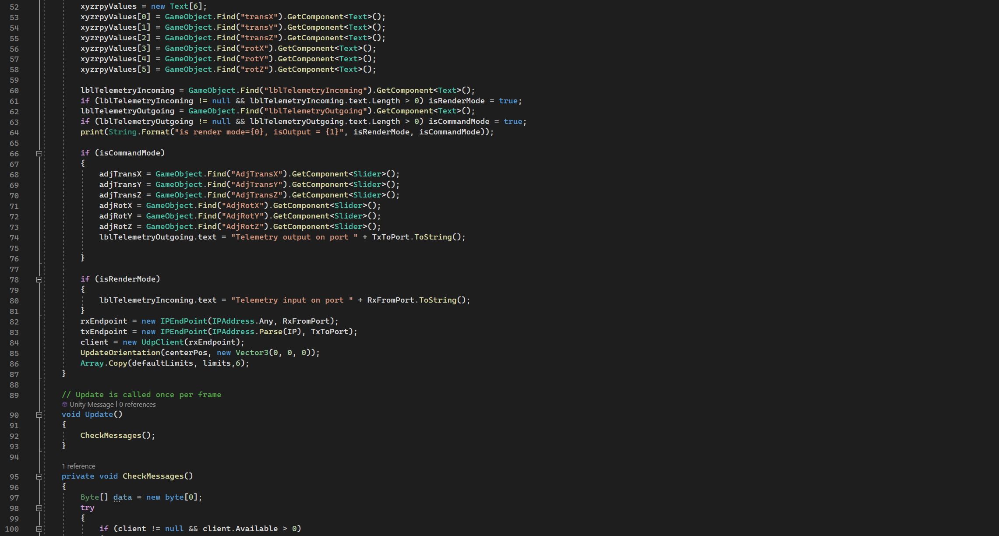 52 xyzrpyValues = new Text[6];
53 xyzrpyValues[0] = GameObject.Find("transX").GetComponent<Text>();
54 xyzrpyValues[1] = GameObject.Find("transY").GetComponent<Text>();
55 xyzrpyValues[2] = GameObject.Find("transZ").GetComponent<Text>();
56 xyzrpyValues[3] = GameObject.Find("rotX").GetComponent<Text>();
57 xyzrpyValues[4] = GameObject.Find("rotY").GetComponent<Text>();
58 xyzrpyValues[5] = GameObject.Find("rotZ").GetComponent<Text>();
59
60 lblTelemetryIncoming = GameObject.Find("lblTelemetryIncoming").GetComponent<Text>();
61 if (lblTelemetryIncoming != null && lblTelemetryIncoming.text.Length > 0) isRenderMode = true;
62 lblTelemetryOutgoing = GameObject.Find("lblTelemetryOutgoing").GetComponent<Text>();
63 if (lblTelemetryOutgoing != null && lblTelemetryOutgoing.text.Length > 0) isCommandMode = true;
64 print(String.Format("is render mode={0}, isOutput = {1}", isRenderMode, isCommandMode));
65
66 if (isCommandMode)
67 {
68 adjTransX = GameObject.Find("AdjTransX").GetComponent<Slider>();
69 adjTransY = GameObject.Find("AdjTransY").GetComponent<Slider>();
70 adjTransZ = GameObject.Find("AdjTransZ").GetComponent<Slider>();
71 adjRotX = GameObject.Find("AdjRotX").GetComponent<Slider>();
72 adjRotY = GameObject.Find("AdjRotY").GetComponent<Slider>();
73 adjRotZ = GameObject.Find("AdjRotZ").GetComponent<Slider>();
74 lblTelemetryOutgoing.text = "Telemetry output on port " + TxToPort.ToString();
75
76 }
77
78 if (isRenderMode)
79 {
80 lblTelemetryIncoming.text = "Telemetry input on port " + RxFromPort.ToString();
81 }
82 rxEndpoint = new IPEndPoint(IPAddress.Any, RxFromPort);
83 txEndpoint = new IPEndPoint(IPAddress.Parse(IP), TxToPort);
84 client = new UdpClient(rxEndpoint);
85 UpdateOrientation(centerPos, new Vector3(0, 0, 0));
86 Array.Copy(defaultLimits, limits,6);
87 }
88
89 // Update is called once per frame
Unity Message | 0 references
90 void Update()
91 {
92 CheckMessages();
93 }
94
1 reference
95 private void CheckMessages()
96 {
97 Byte[] data = new byte[0];
98 try
99 {
100 if (client != null && client.Available > 0)